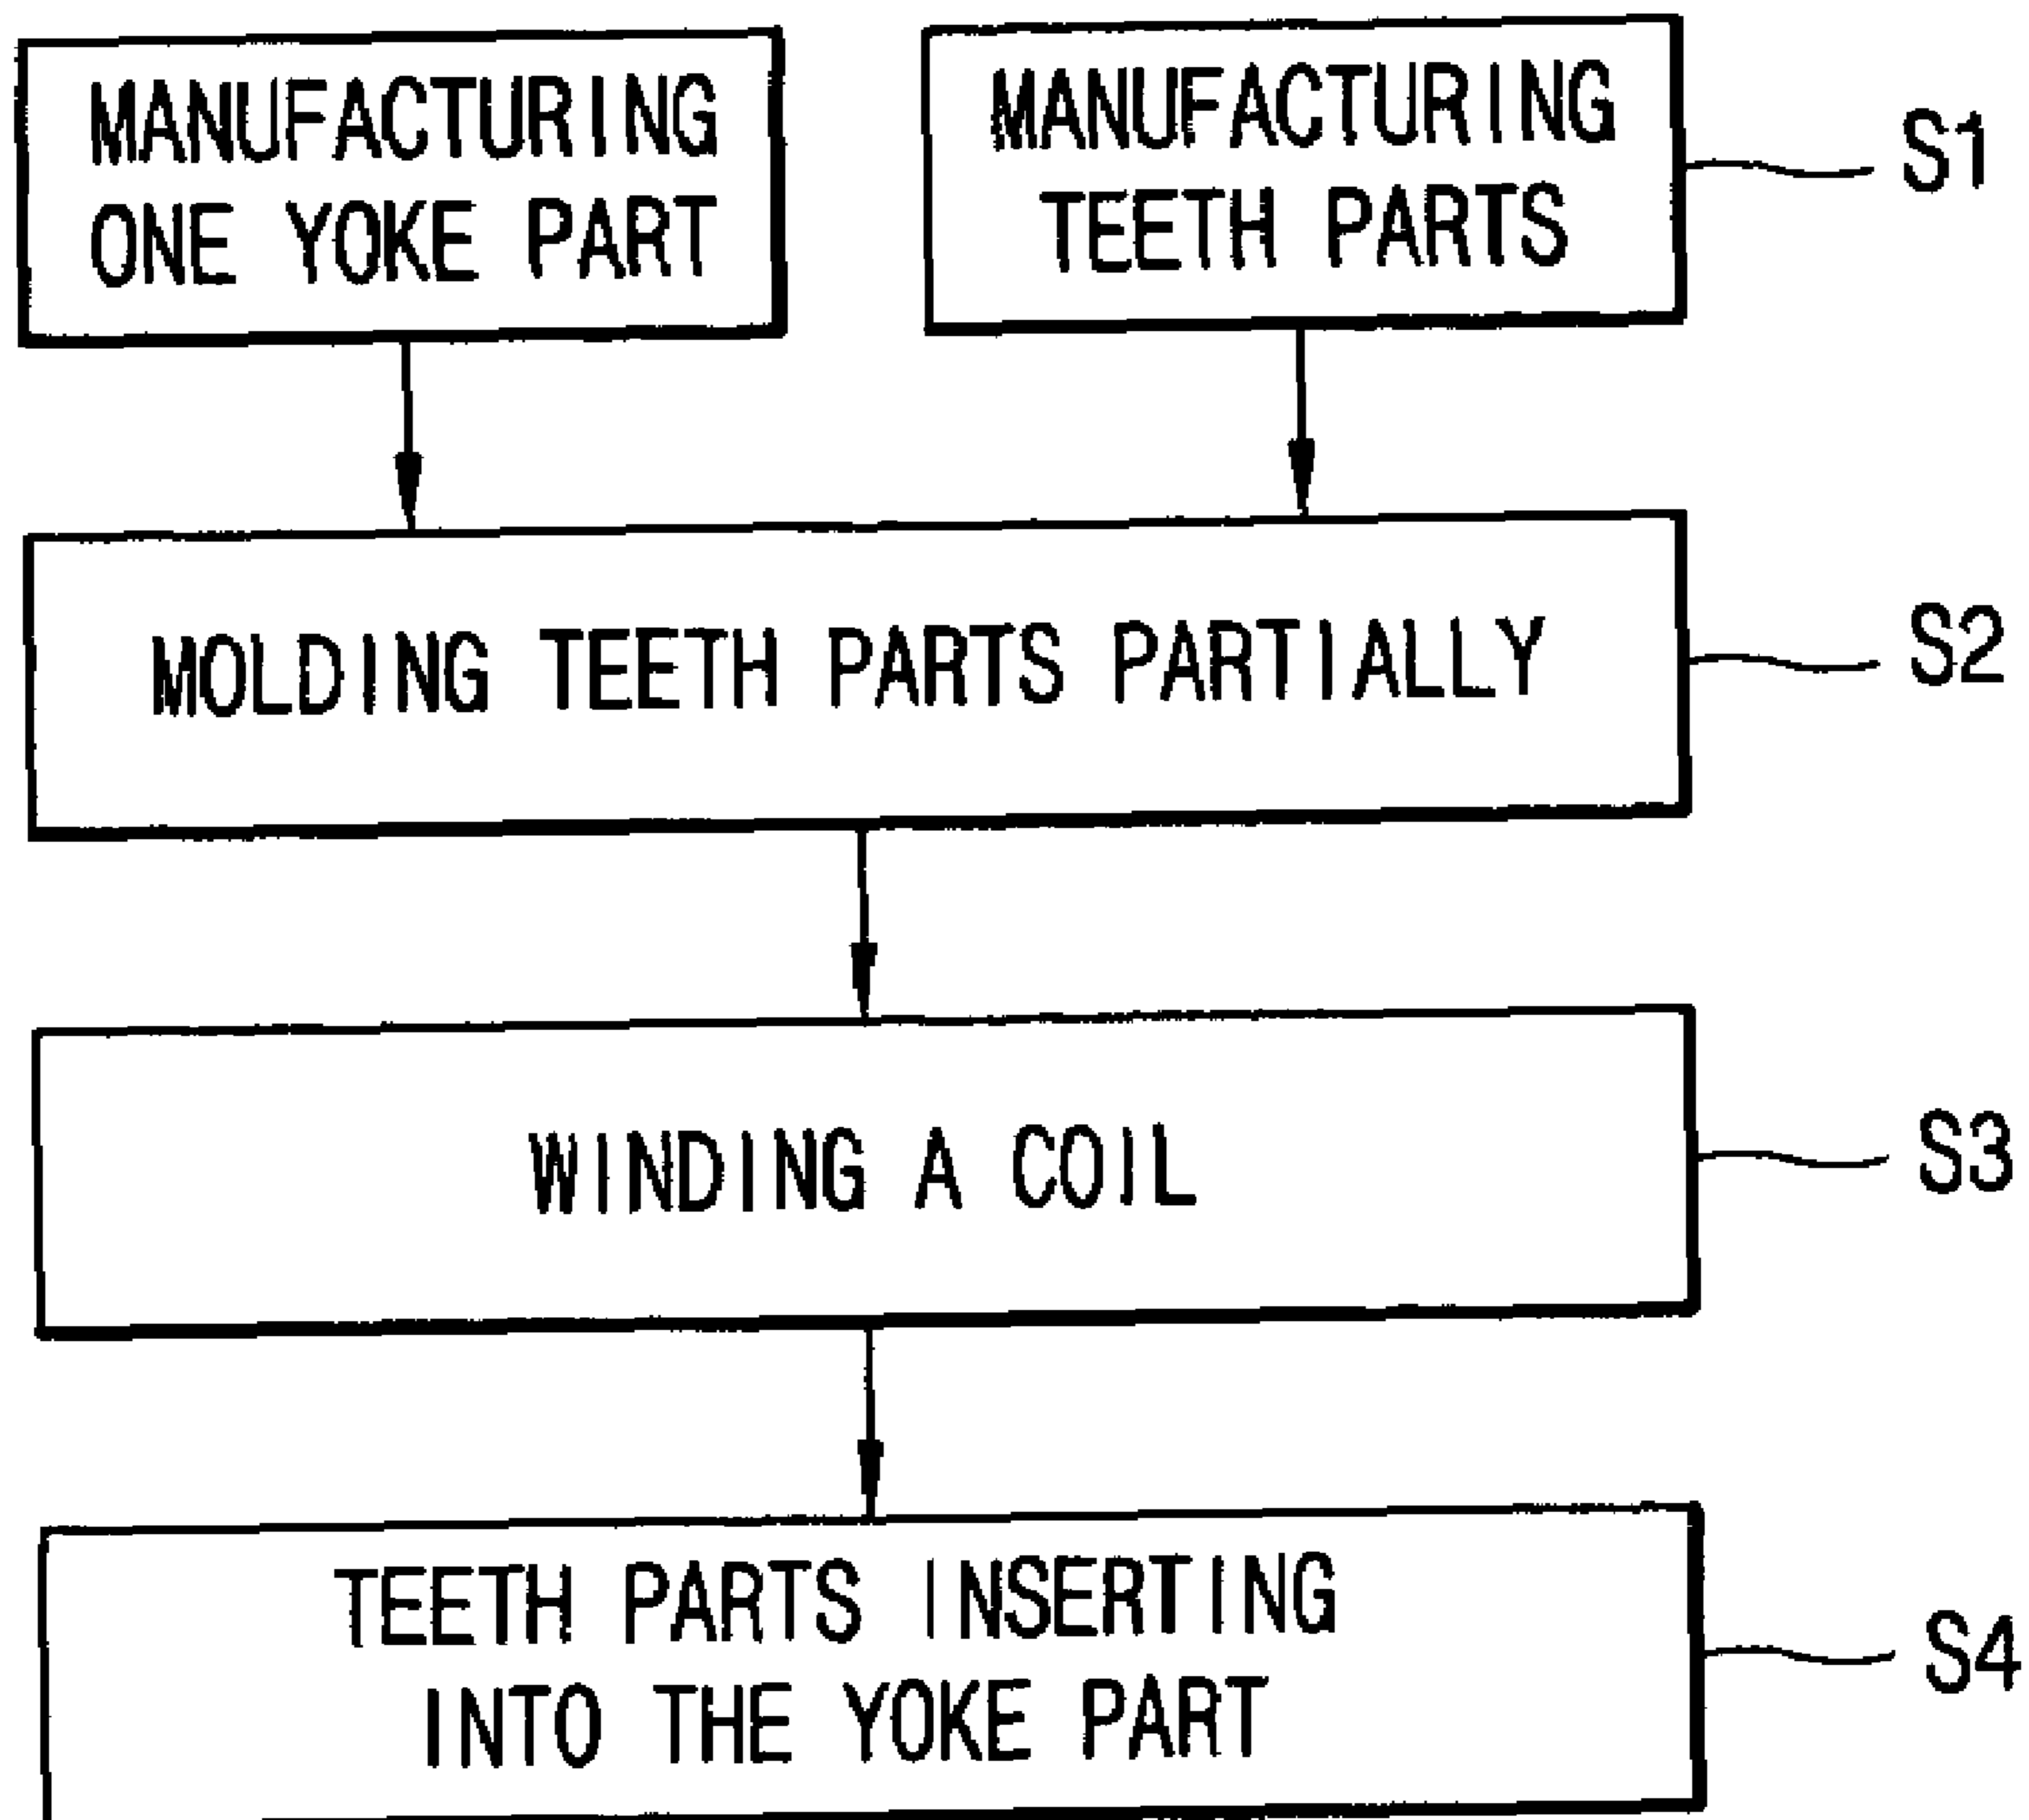 MANUFACTURING
ONE YOKE PART
MANUFACTURING
TEETH PARTS
S1
MOLDING TEETH PARTS PARTIALLY
S2
WINDING A COIL
S3
TEETH PARTS INSERTING
INTO THE YOKE PART
S4